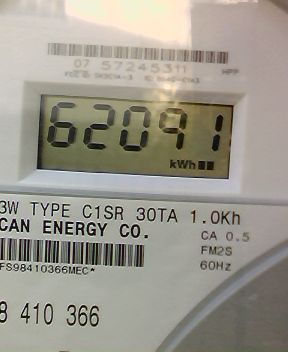 07 57245311
62091
kWh
3W TYPE C1SR 30TA 1.0Kh
CAN ENERGY CO.
CA 0.5
FM2S
60Hz
FS98410366MEC*
8 410 366